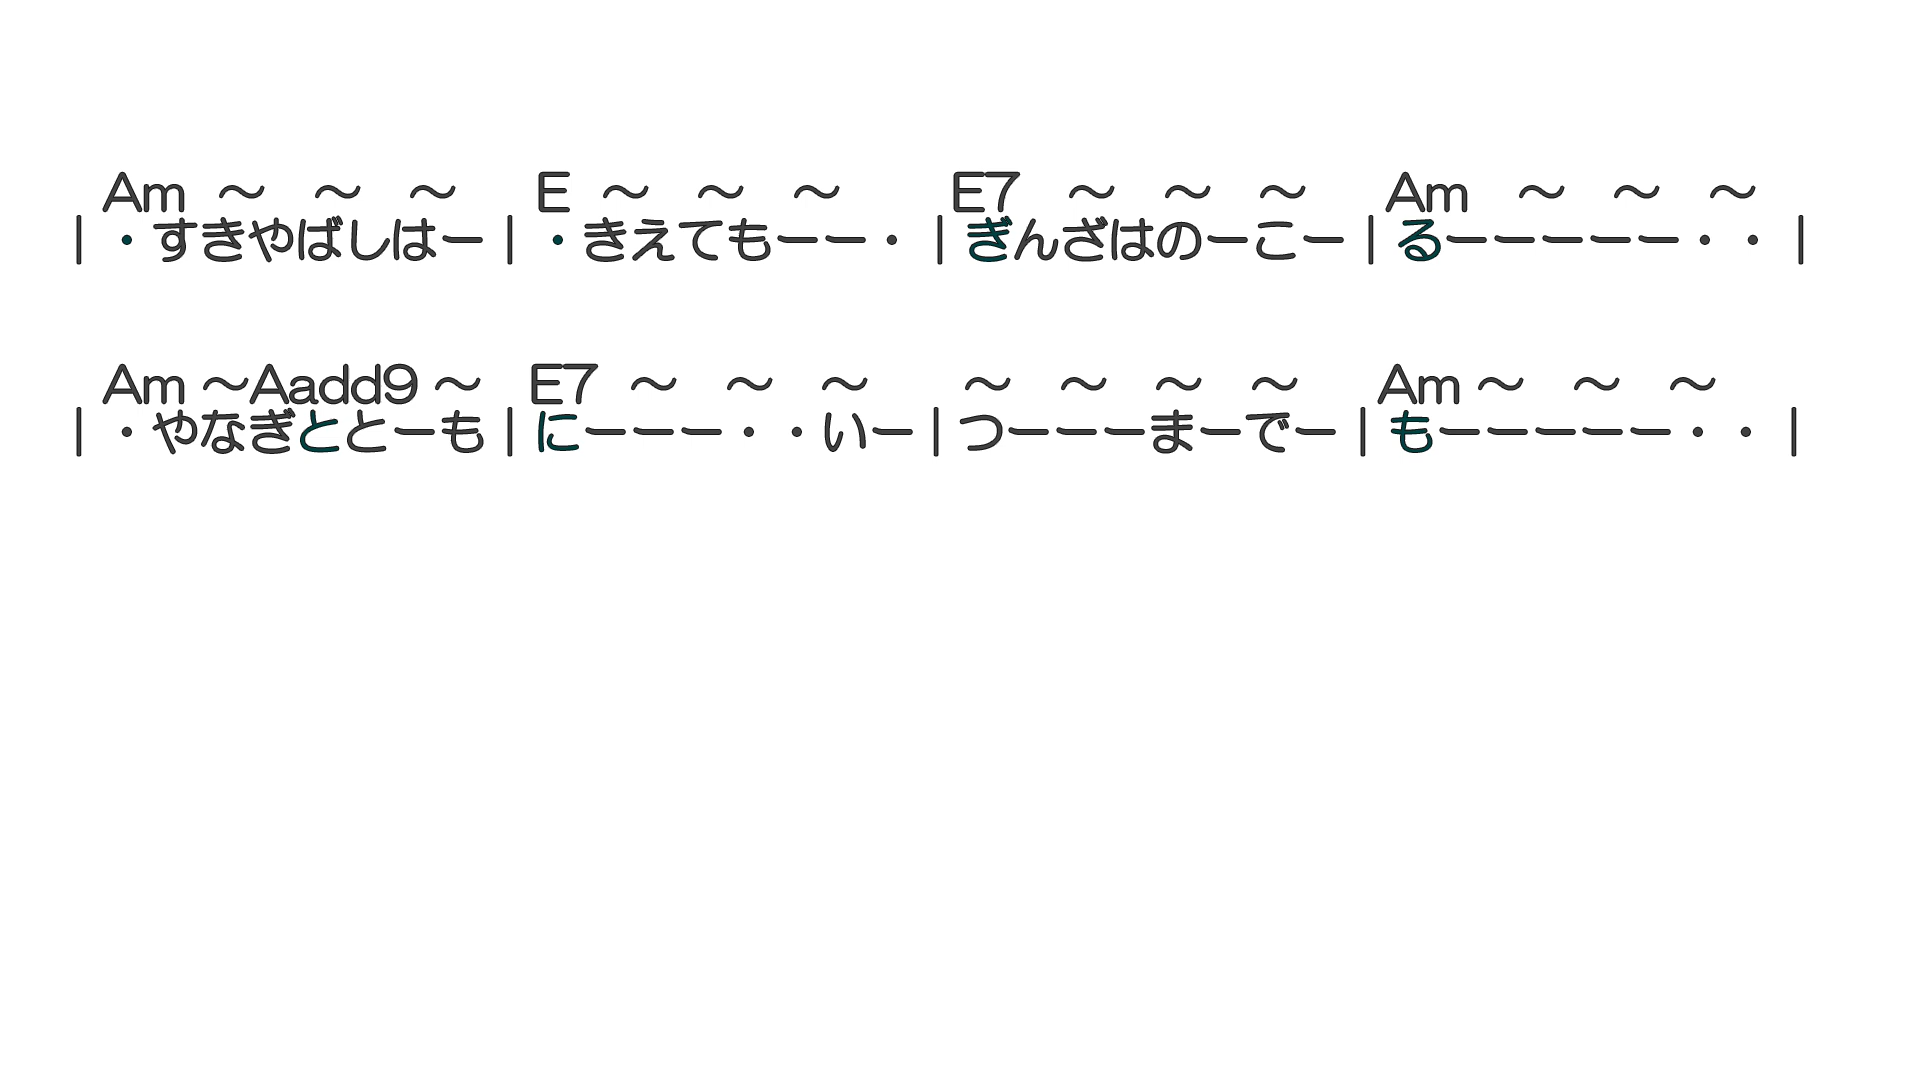 Am ～ ～ ～ E ～ ～ ～ E7 ～ ～ ～ Am ～ ～ ～
|・すきやばしはー|・きえてもーー・|ぎんざはのーこー|るーーーーー・・|
Am ～Aadd9 ～ E7 ～ ～ ～ ～ ～ ～ ～ Am ～ ～ ～
|・やなぎととーも|にーーー・・いー|つーーーまーでー|もーーーーー・・|